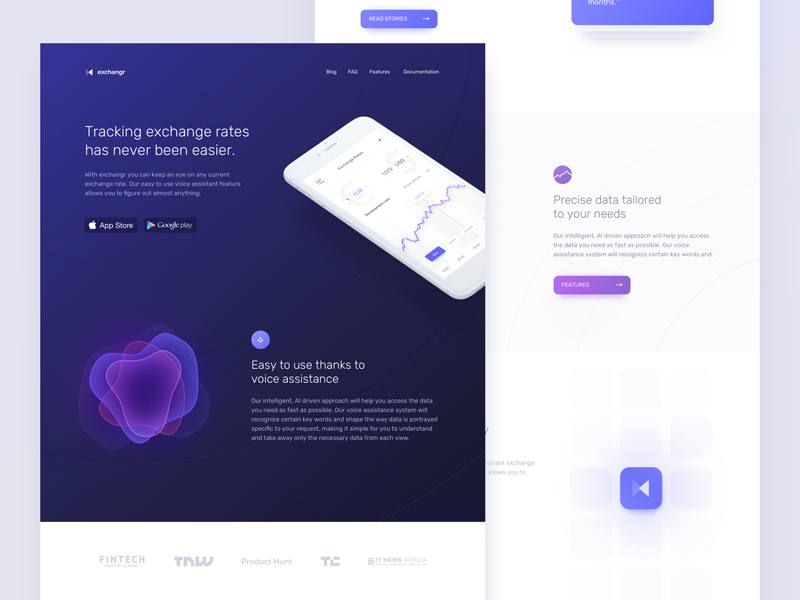 months."
READ STORIES
exchangr
Blog FAQ Features Documentation
Tracking exchange rates
has never been easier.
With exchangr you can keep an eye on any current
exchange rate. Our easy to use voice assistant feature
allows you to figure out almost anything.
App Store
Google play
Exchange Rates
EUR
1.072 USD
Development rate
Easy to use thanks to
voice assistance
Our intelligent, AI driven approach will help you access the data
you need as fast as possible. Our voice assistance system will
recognize certain key words and shape the way data is portrayed
specific to your request, making it simple for you to understand
and take away only the necessary data from each view.
FINTECH
TNW
Product Hunt
TC
IT NEWS AFRICA
Precise data tailored
to your needs
Our intelligent, AI driven approach will help you access
the data you need as fast as possible. Our voice
assistance system will recognize certain key words and.
FEATURES
current exchange
allows you to